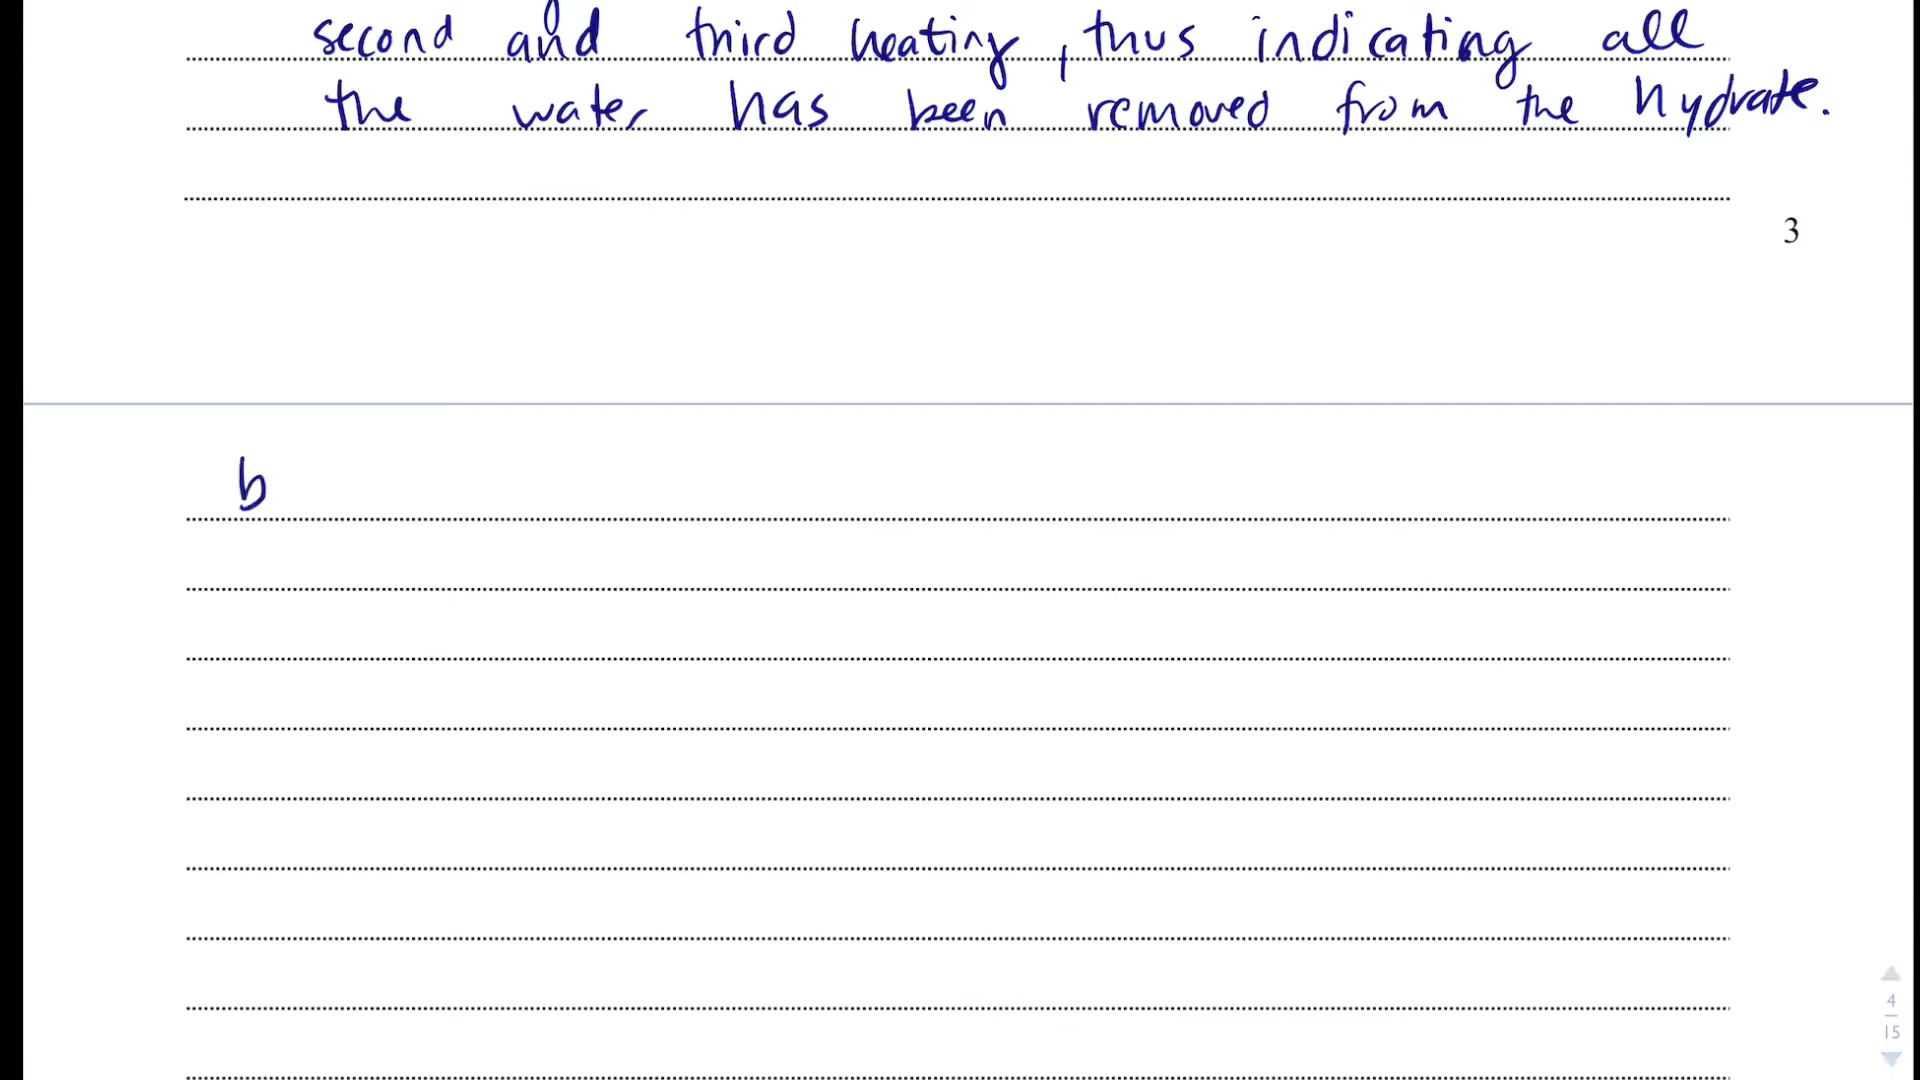 second and third heating, thus indicating all
the water has been removed from the hydrate.
3
b
4
15